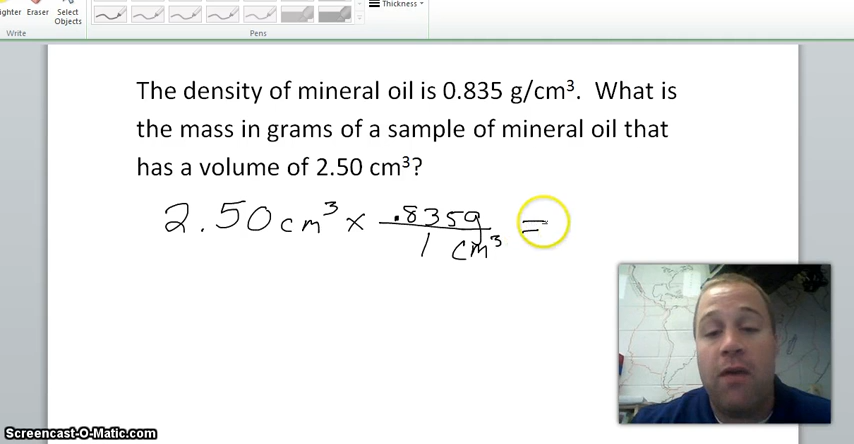 ighter Eraser Select Objects
Thickness
Write
Pens
The density of mineral oil is 0.835 g/cm³. What is
the mass in grams of a sample of mineral oil that
has a volume of 2.50 cm³?
2.50 cm³ x .835g =
1 cm³
Screencast-O-Matic.com